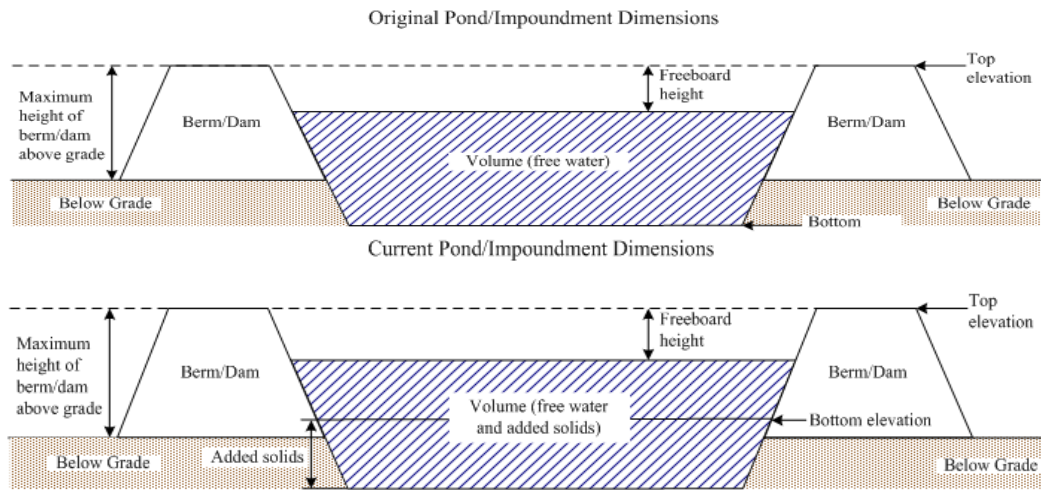 Original Pond/Impoundment Dimensions
Top
elevation
Freeboard
height
Maximum
height of
berm/dam
above grade
Berm/Dam
Berm/Dam
Volume (free water)
Below Grade
Below Grade
Bottom
Current Pond/Impoundment Dimensions
Top
elevation
Freeboard
height
Maximum
height of
berm/dam
above grade
Berm/Dam
Berm/Dam
Volume (free water
and added solids)
Bottom elevation
Added solids
Below Grade
Below Grade